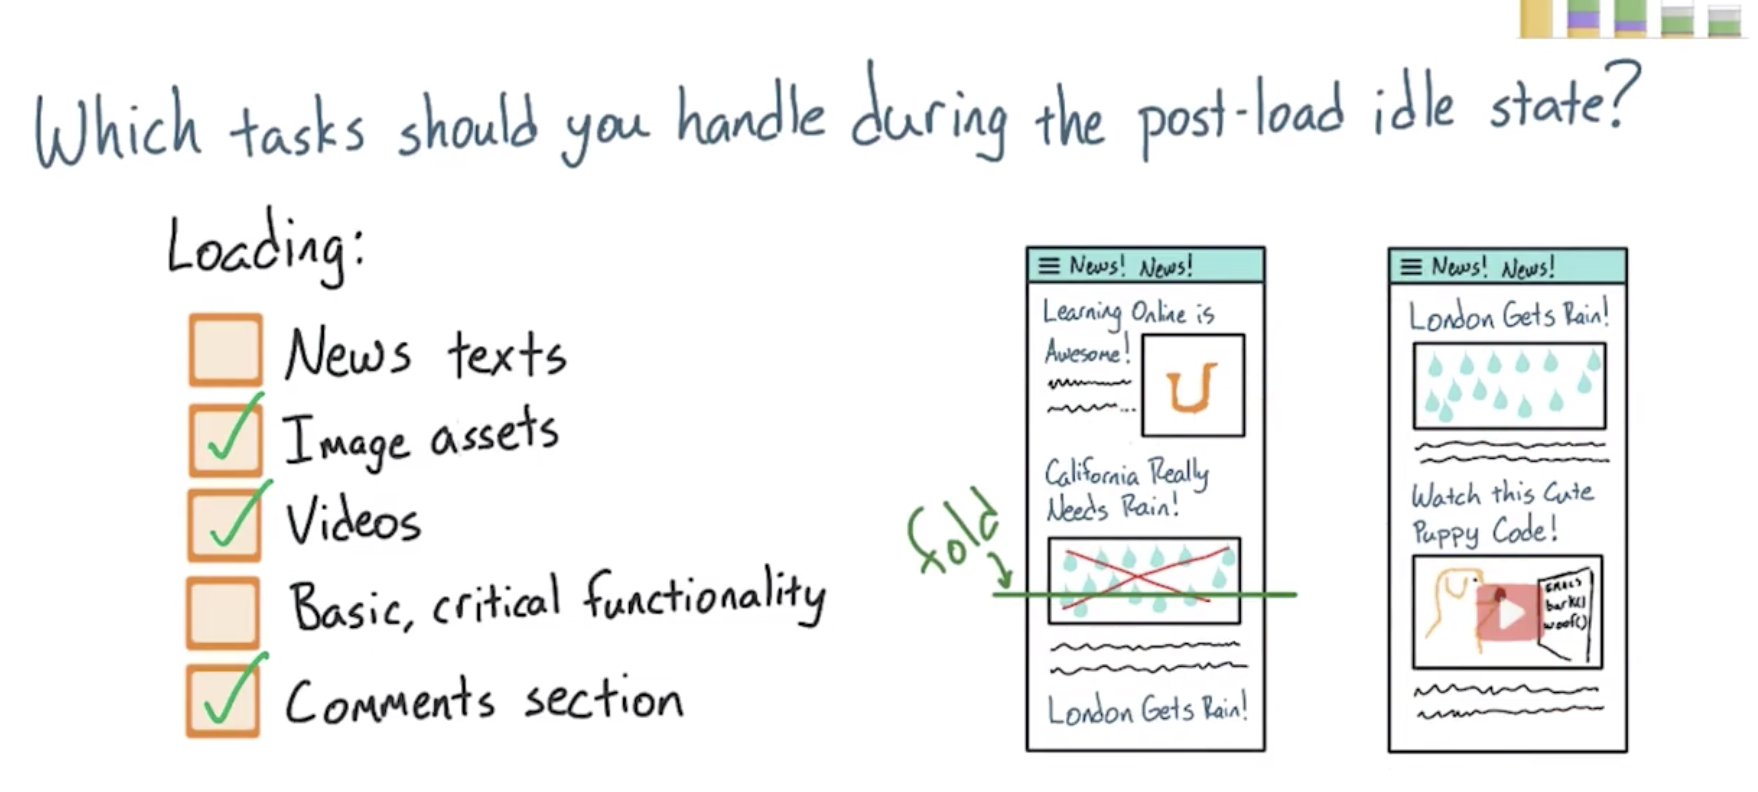 Which tasks should you handle during the post-load idle state?
Loading:
News texts
Image assets
Videos
Basic, critical functionality
Comments section
fold
News! News!
Learning Online is
Awesome!
...
California Really
Needs Rain!
London Gets Rain!
News! News!
London Gets Rain!
Watch this Cute
Puppy Code!
bark()
woof()